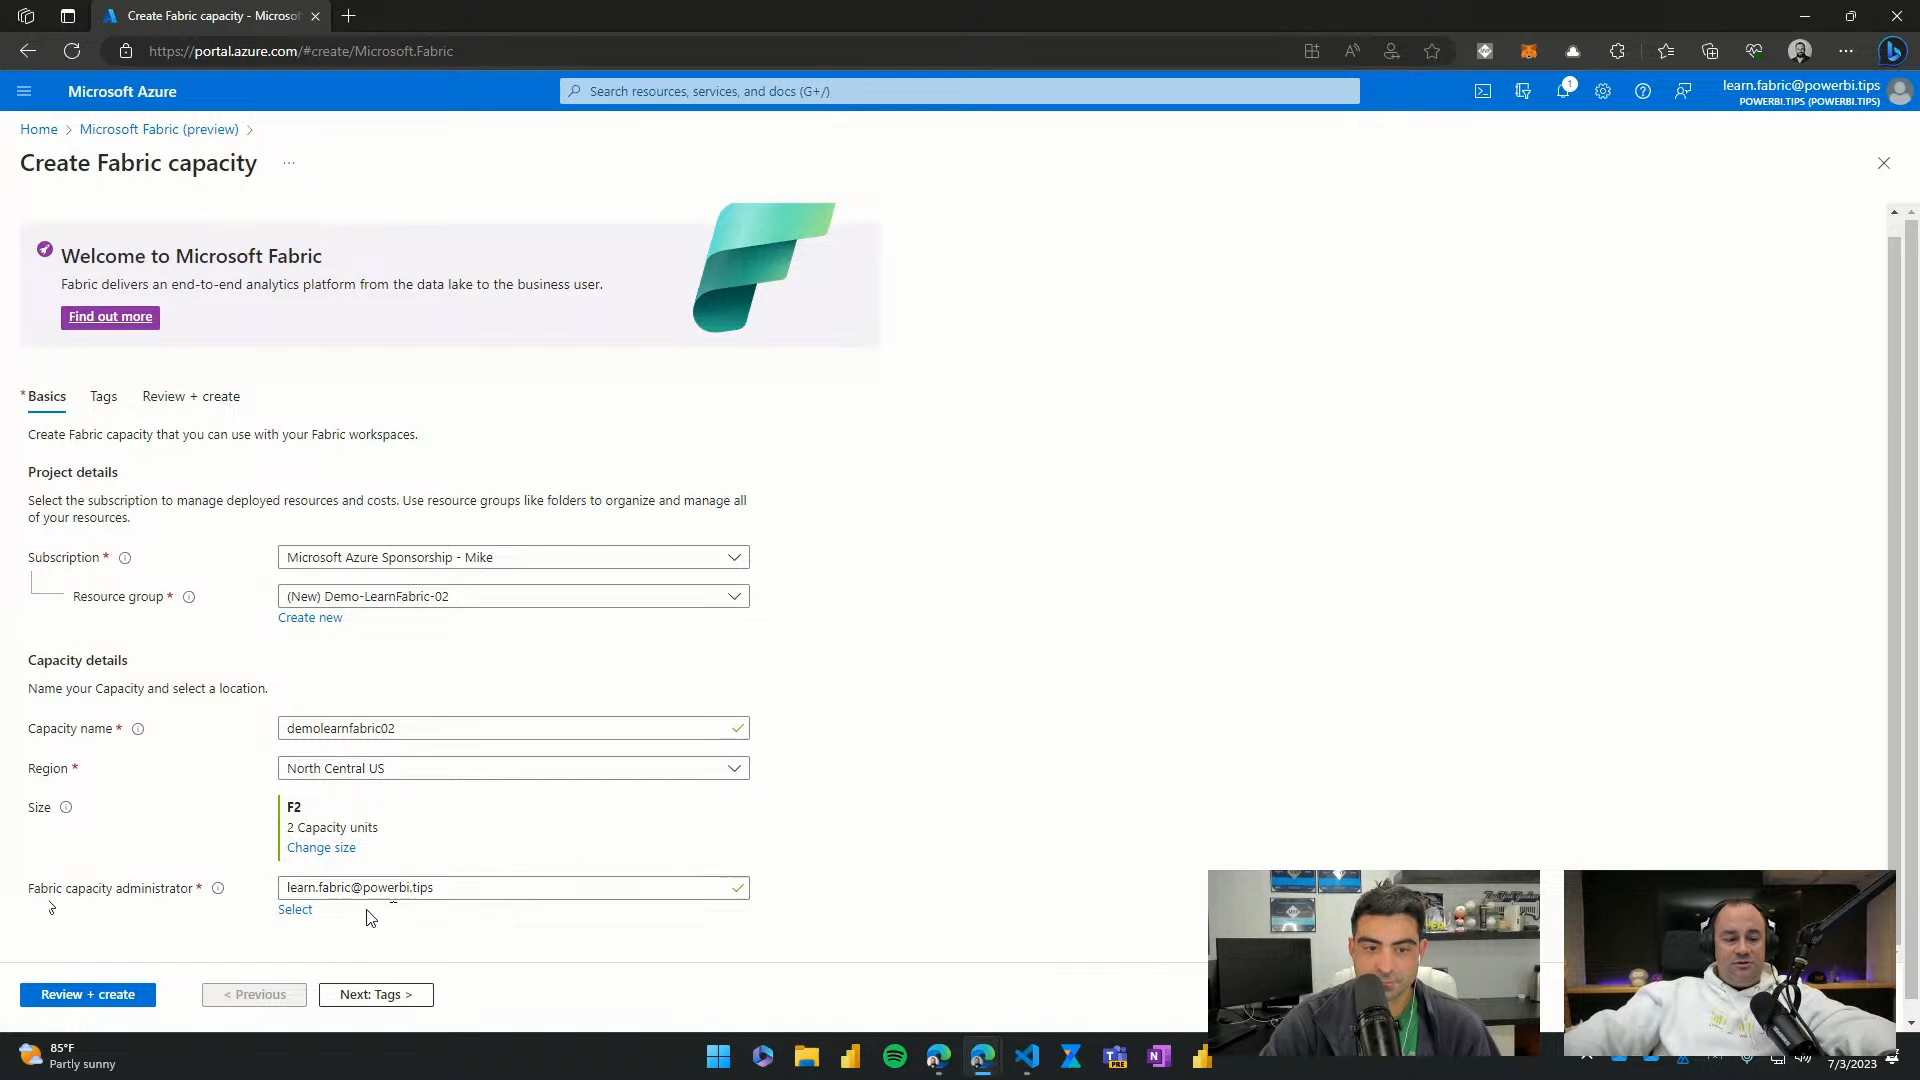 Create Fabric capacity - Microsof
https://portal.azure.com/#create/Microsoft.Fabric
Microsoft Azure
Search resources, services, and docs (G+/)
1
learn.fabric@powerbi.tips
POWERBI.TIPS (POWERBI.TIPS)
Home > Microsoft Fabric (preview) >
Create Fabric capacity ...
Welcome to Microsoft Fabric
Fabric delivers an end-to-end analytics platform from the data lake to the business user.
Find out more
* Basics Tags Review + create
Create Fabric capacity that you can use with your Fabric workspaces.
Project details
Select the subscription to manage deployed resources and costs. Use resource groups like folders to organize and manage all
of your resources.
Subscription * Microsoft Azure Sponsorship - Mike
Resource group * (New) Demo-LearnFabric-02
Create new
Capacity details
Name your Capacity and select a location.
Capacity name * demolearnfabric02
Region * North Central US
Size F2
2 Capacity units
Change size
Fabric capacity administrator * learn.fabric@powerbi.tips
Select
Review + create < Previous Next: Tags >
85°F
Partly sunny
PRE
7/3/2023